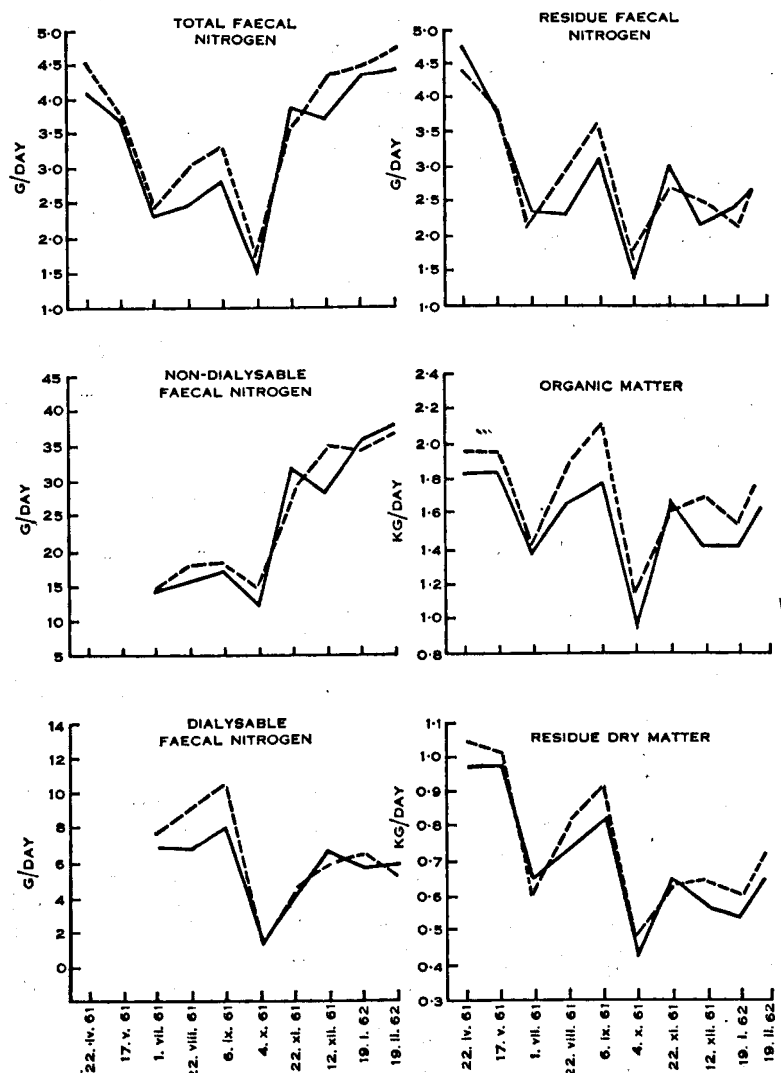 TOTAL FAECAL
NITROGEN
5·0
4·5
4·0
3·5
3·0
2·5
2·0
1·5
1·0
G/DAY
RESIDUE FAECAL
NITROGEN
5·0
4·5
4·0
3·5
3·0
2·5
2·0
1·5
1·0
G/DAY
NON-DIALYSABLE
FAECAL NITROGEN
45
40
35
30
25
20
15
10
5
G/DAY
ORGANIC MATTER
2·4
2·2
2·0
1·8
1·6
1·4
1·2
1·0
0·8
KG/DAY
DIALYSABLE
FAECAL NITROGEN
14
12
10
8
6
4
2
0
G/DAY
22. iv. 61
17. v. 61
1. vii. 61
22. viii. 61
6. ix. 61
4. x. 61
22. xi. 61
12. xii. 61
19. I. 62
19. II. 62
RESIDUE DRY MATTER
1·1
1·0
0·9
0·8
0·7
0·6
0·5
0·4
0·3
KG/DAY
22. iv. 61
17. v. 61
1. vii. 61
22. viii. 61
6. ix. 61
4. x. 61
22. xi. 61
12. xii. 61
19. I. 62
19. II. 62